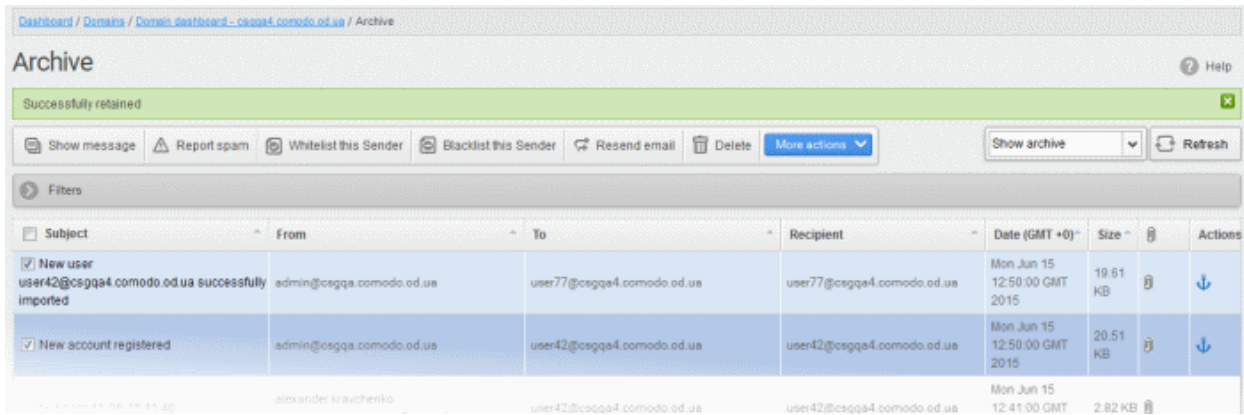 Dashboard / Domains / Domain dashboard - csgqa4.comodo.od.ua / Archive
Archive
Help
Successfully retained
Show message Report spam Whitelist this Sender Blacklist this Sender Resend email Delete More actions Show archive Refresh
Filters
Subject From To Recipient Date (GMT +0) Size Actions
New user
user42@csgqa4.comodo.od.ua successfully
imported
admin@csgqa.comodo.od.ua user77@csgqa4.comodo.od.ua user77@csgqa4.comodo.od.ua
Mon Jun 15
12:50:00 GMT
2015
19.61
KB
New account registered admin@csgqa.comodo.od.ua user42@csgqa4.comodo.od.ua user42@csgqa4.comodo.od.ua
Mon Jun 15
12:50:00 GMT
2015
20.51
KB
alexander kravchenko
user42@csgqa4.comodo.od.ua user42@csgqa4.comodo.od.ua
Mon Jun 15
12:41:00 GMT
2.82 KB